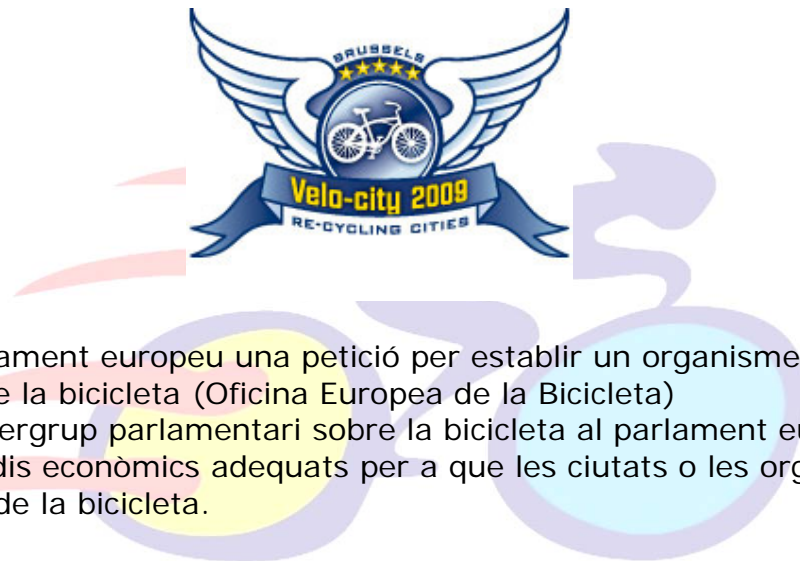 BRUSSELS
Velo-city 2009
RE-CYCLING CITIES
ament europeu una petició per establir un organisme
e la bicicleta (Oficina Europea de la Bicicleta)
ergrup parlamentari sobre la bicicleta al parlament eu
dis econòmics adequats per a que les ciutats o les org
de la bicicleta.